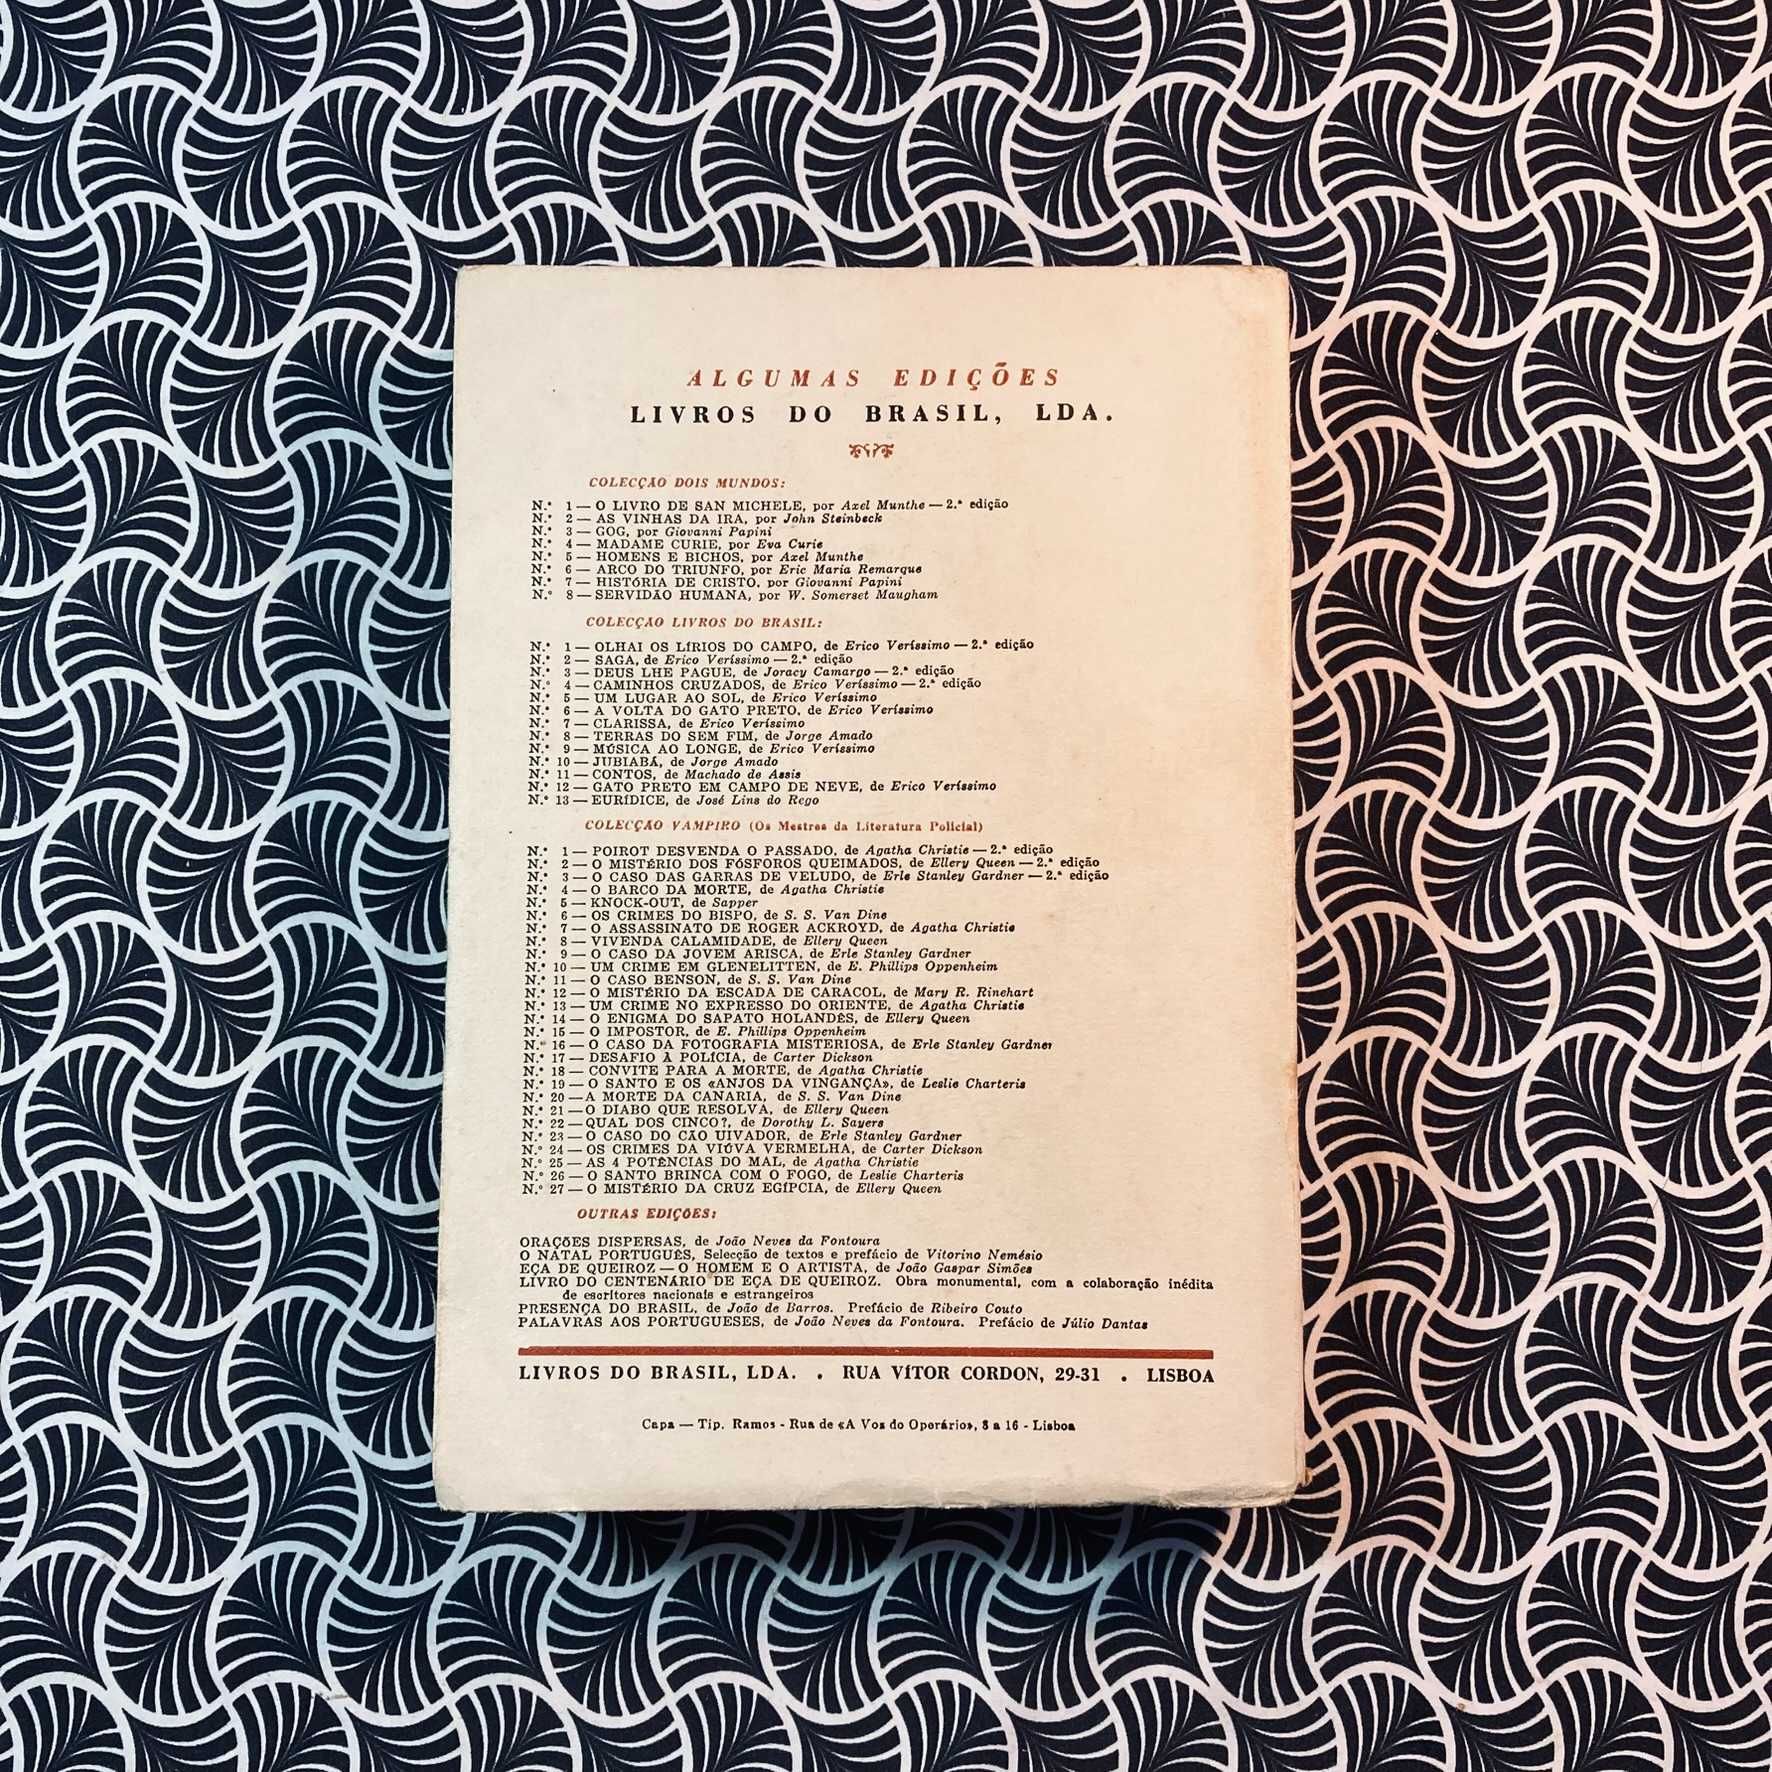 ALGUMAS EDIÇÕES
LIVROS DO BRASIL, LDA.
COLECÇÃO DOIS MUNDOS:
N.º 1 — O LIVRO DE SAN MICHELE, por Axel Munthe — 2.ª edição
N.º 2 — AS VINHAS DA IRA, por John Steinbeck
N.º 3 — GOG, por Giovanni Papini
N.º 4 — MADAME CURIE, por Eva Curie
N.º 5 — HOMENS E BICHOS, por Axel Munthe
N.º 6 — ARCO DO TRIUNFO, por Eric Maria Remarque
N.º 7 — HISTÓRIA DE CRISTO, por Giovanni Papini
N.º 8 — SERVIDÃO HUMANA, por W. Somerset Maugham
COLECÇÃO LIVROS DO BRASIL:
N.º 1 — OLHAI OS LÍRIOS DO CAMPO, de Erico Veríssimo — 2.ª edição
N.º 2 — SAGA, de Erico Veríssimo — 2.ª edição
N.º 3 — DEUS LHE PAGUE, de Joracy Camargo — 2.ª edição
N.º 4 — CAMINHOS CRUZADOS, de Erico Veríssimo — 2.ª edição
N.º 5 — UM LUGAR AO SOL, de Erico Veríssimo
N.º 6 — A VOLTA DO GATO PRETO, de Erico Veríssimo
N.º 7 — CLARISSA, de Erico Veríssimo
N.º 8 — TERRAS DO SEM FIM, de Jorge Amado
N.º 9 — MÚSICA AO LONGE, de Erico Veríssimo
N.º 10 — JUBIABÁ, de Jorge Amado
N.º 11 — CONTOS, de Machado de Assis
N.º 12 — GATO PRETO EM CAMPO DE NEVE, de Erico Veríssimo
N.º 13 — EURÍDICE, de José Lins do Rego
COLECÇÃO VAMPIRO (Os Mestres da Literatura Policial)
N.º 1 — POIROT DESVENDA O PASSADO, de Agatha Christie — 2.ª edição
N.º 2 — O MISTÉRIO DOS FÓSFOROS QUEIMADOS, de Ellery Queen — 2.ª edição
N.º 3 — O CASO DAS GARRAS DE VELUDO, de Erle Stanley Gardner — 2.ª edição
N.º 4 — O BARCO DA MORTE, de Agatha Christie
N.º 5 — KNOCK-OUT, de Sapper
N.º 6 — OS CRIMES DO BISPO, de S. S. Van Dine
N.º 7 — O ASSASSINATO DE ROGER ACKROYD, de Agatha Christie
N.º 8 — VIVENDA CALAMIDADE, de Ellery Queen
N.º 9 — O CASO DA JOVEM ARISCA, de Erle Stanley Gardner
N.º 10 — UM CRIME EM GLENELITTEN, de E. Phillips Oppenheim
N.º 11 — O CASO BENSON, de S. S. Van Dine
N.º 12 — O MISTÉRIO DA ESCADA DE CARACOL, de Mary R. Rinehart
N.º 13 — UM CRIME NO EXPRESSO DO ORIENTE, de Agatha Christie
N.º 14 — O ENIGMA DO SAPATO HOLANDÊS, de Ellery Queen
N.º 15 — O IMPOSTOR, de E. Phillips Oppenheim
N.º 16 — O CASO DA FOTOGRAFIA MISTERIOSA, de Erle Stanley Gardner
N.º 17 — DESAFIO À POLÍCIA, de Carter Dickson
N.º 18 — CONVITE PARA A MORTE, de Agatha Christie
N.º 19 — O SANTO E OS «ANJOS DA VINGANÇA», de Leslie Charteris
N.º 20 — A MORTE DA CANARIA, de S. S. Van Dine
N.º 21 — O DIABO QUE RESOLVA, de Ellery Queen
N.º 22 — QUAL DOS CINCO?, de Dorothy L. Sayers
N.º 23 — O CASO DO CÃO UIVADOR, de Erle Stanley Gardner
N.º 24 — OS CRIMES DA VIÚVA VERMELHA, de Carter Dickson
N.º 25 — AS 4 POTÊNCIAS DO MAL, de Agatha Christie
N.º 26 — O SANTO BRINCA COM O FOGO, de Leslie Charteris
N.º 27 — O MISTÉRIO DA CRUZ EGÍPCIA, de Ellery Queen
OUTRAS EDIÇÕES:
ORAÇÕES DISPERSAS, de João Neves da Fontoura
O NATAL PORTUGUÊS, Selecção de textos e prefácio de Vitorino Nemésio
EÇA DE QUEIROZ — O HOMEM E O ARTISTA, de João Gaspar Simões
LIVRO DO CENTENÁRIO DE EÇA DE QUEIROZ. Obra monumental, com a colaboração inédita
de escritores nacionais e estrangeiros
PRESENÇA DO BRASIL, de João de Barros. Prefácio de Ribeiro Couto
PALAVRAS AOS PORTUGUESES, de João Neves da Fontoura. Prefácio de Júlio Dantas
LIVROS DO BRASIL, LDA. . RUA VÍTOR CORDON, 29-31 . LISBOA
Capa — Tip. Ramos - Rua de «A Voz do Operário», 8 a 16 - Lisboa